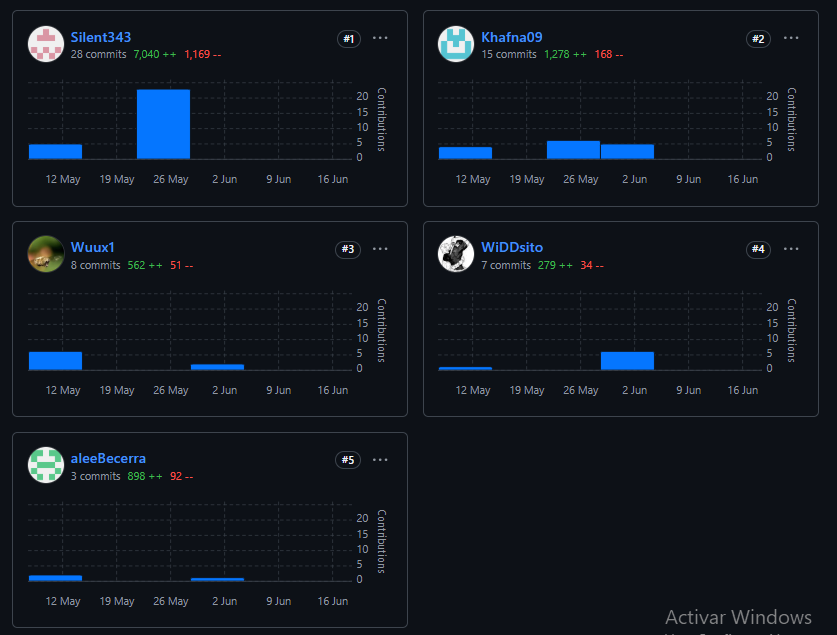 Silent343 #1 ...
28 commits 7,040 ++ 1,169 --
20
15
10
5
0
Contributions
12 May 19 May 26 May 2 Jun 9 Jun 16 Jun
Khafna09 #2 ...
15 commits 1,278 ++ 168 --
20
15
10
5
0
Contributions
12 May 19 May 26 May 2 Jun 9 Jun 16 Jun
Wuux1 #3 ...
8 commits 562 ++ 51 --
20
15
10
5
0
Contributions
12 May 19 May 26 May 2 Jun 9 Jun 16 Jun
WiDDsito #4 ...
7 commits 279 ++ 34 --
20
15
10
5
0
Contributions
12 May 19 May 26 May 2 Jun 9 Jun 16 Jun
aleeBecerra #5 ...
3 commits 898 ++ 92 --
20
15
10
5
0
Contributions
12 May 19 May 26 May 2 Jun 9 Jun 16 Jun
Activar Windows